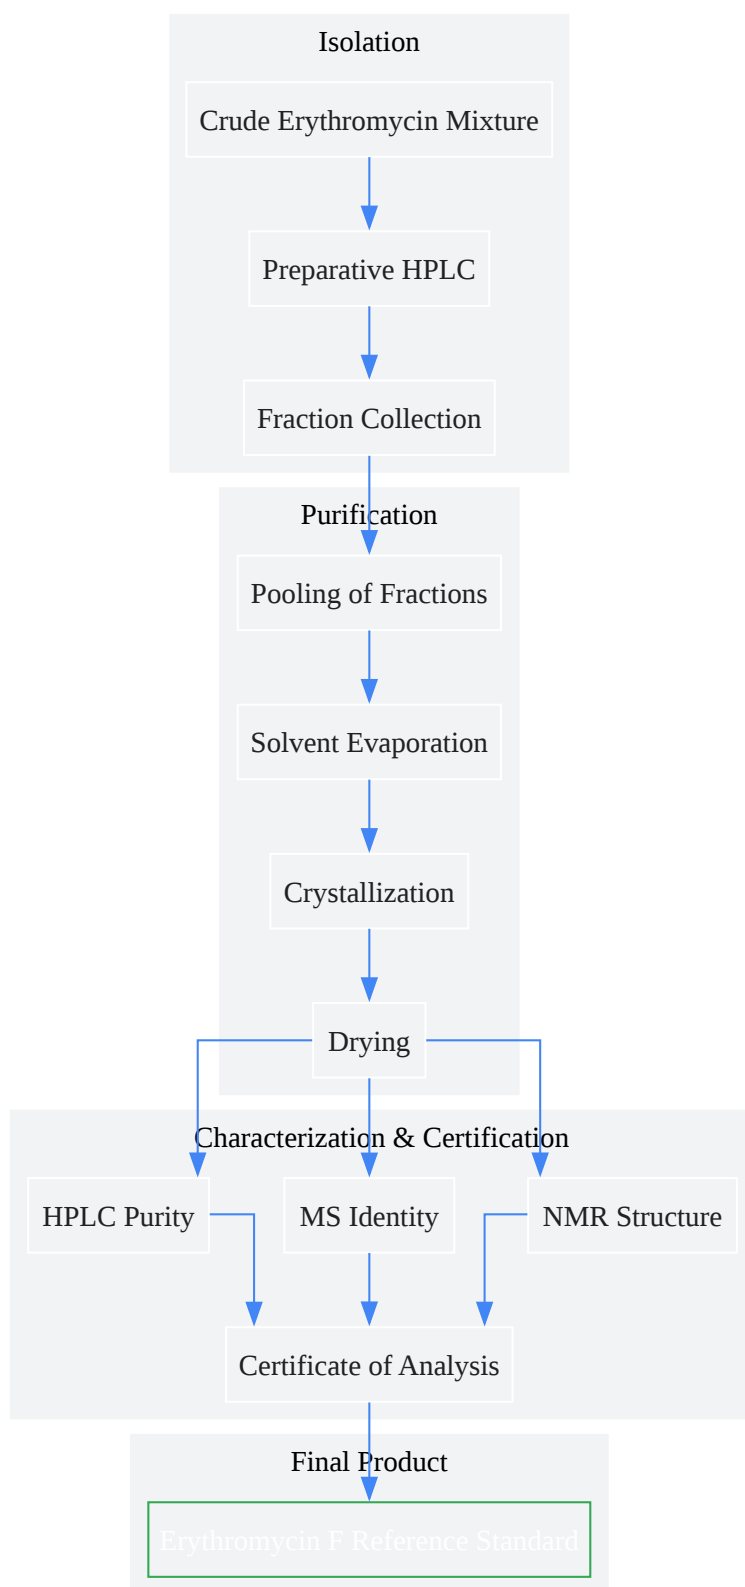 Isolation
Crude Erythromycin Mixture
Preparative HPLC
Fraction Collection
Purification
Pooling of Fractions
Solvent Evaporation
Crystallization
Drying
Characterization & Certification
HPLC Purity
MS Identity
NMR Structure
Certificate of Analysis
Final Product
Erythromycin F Reference Standard